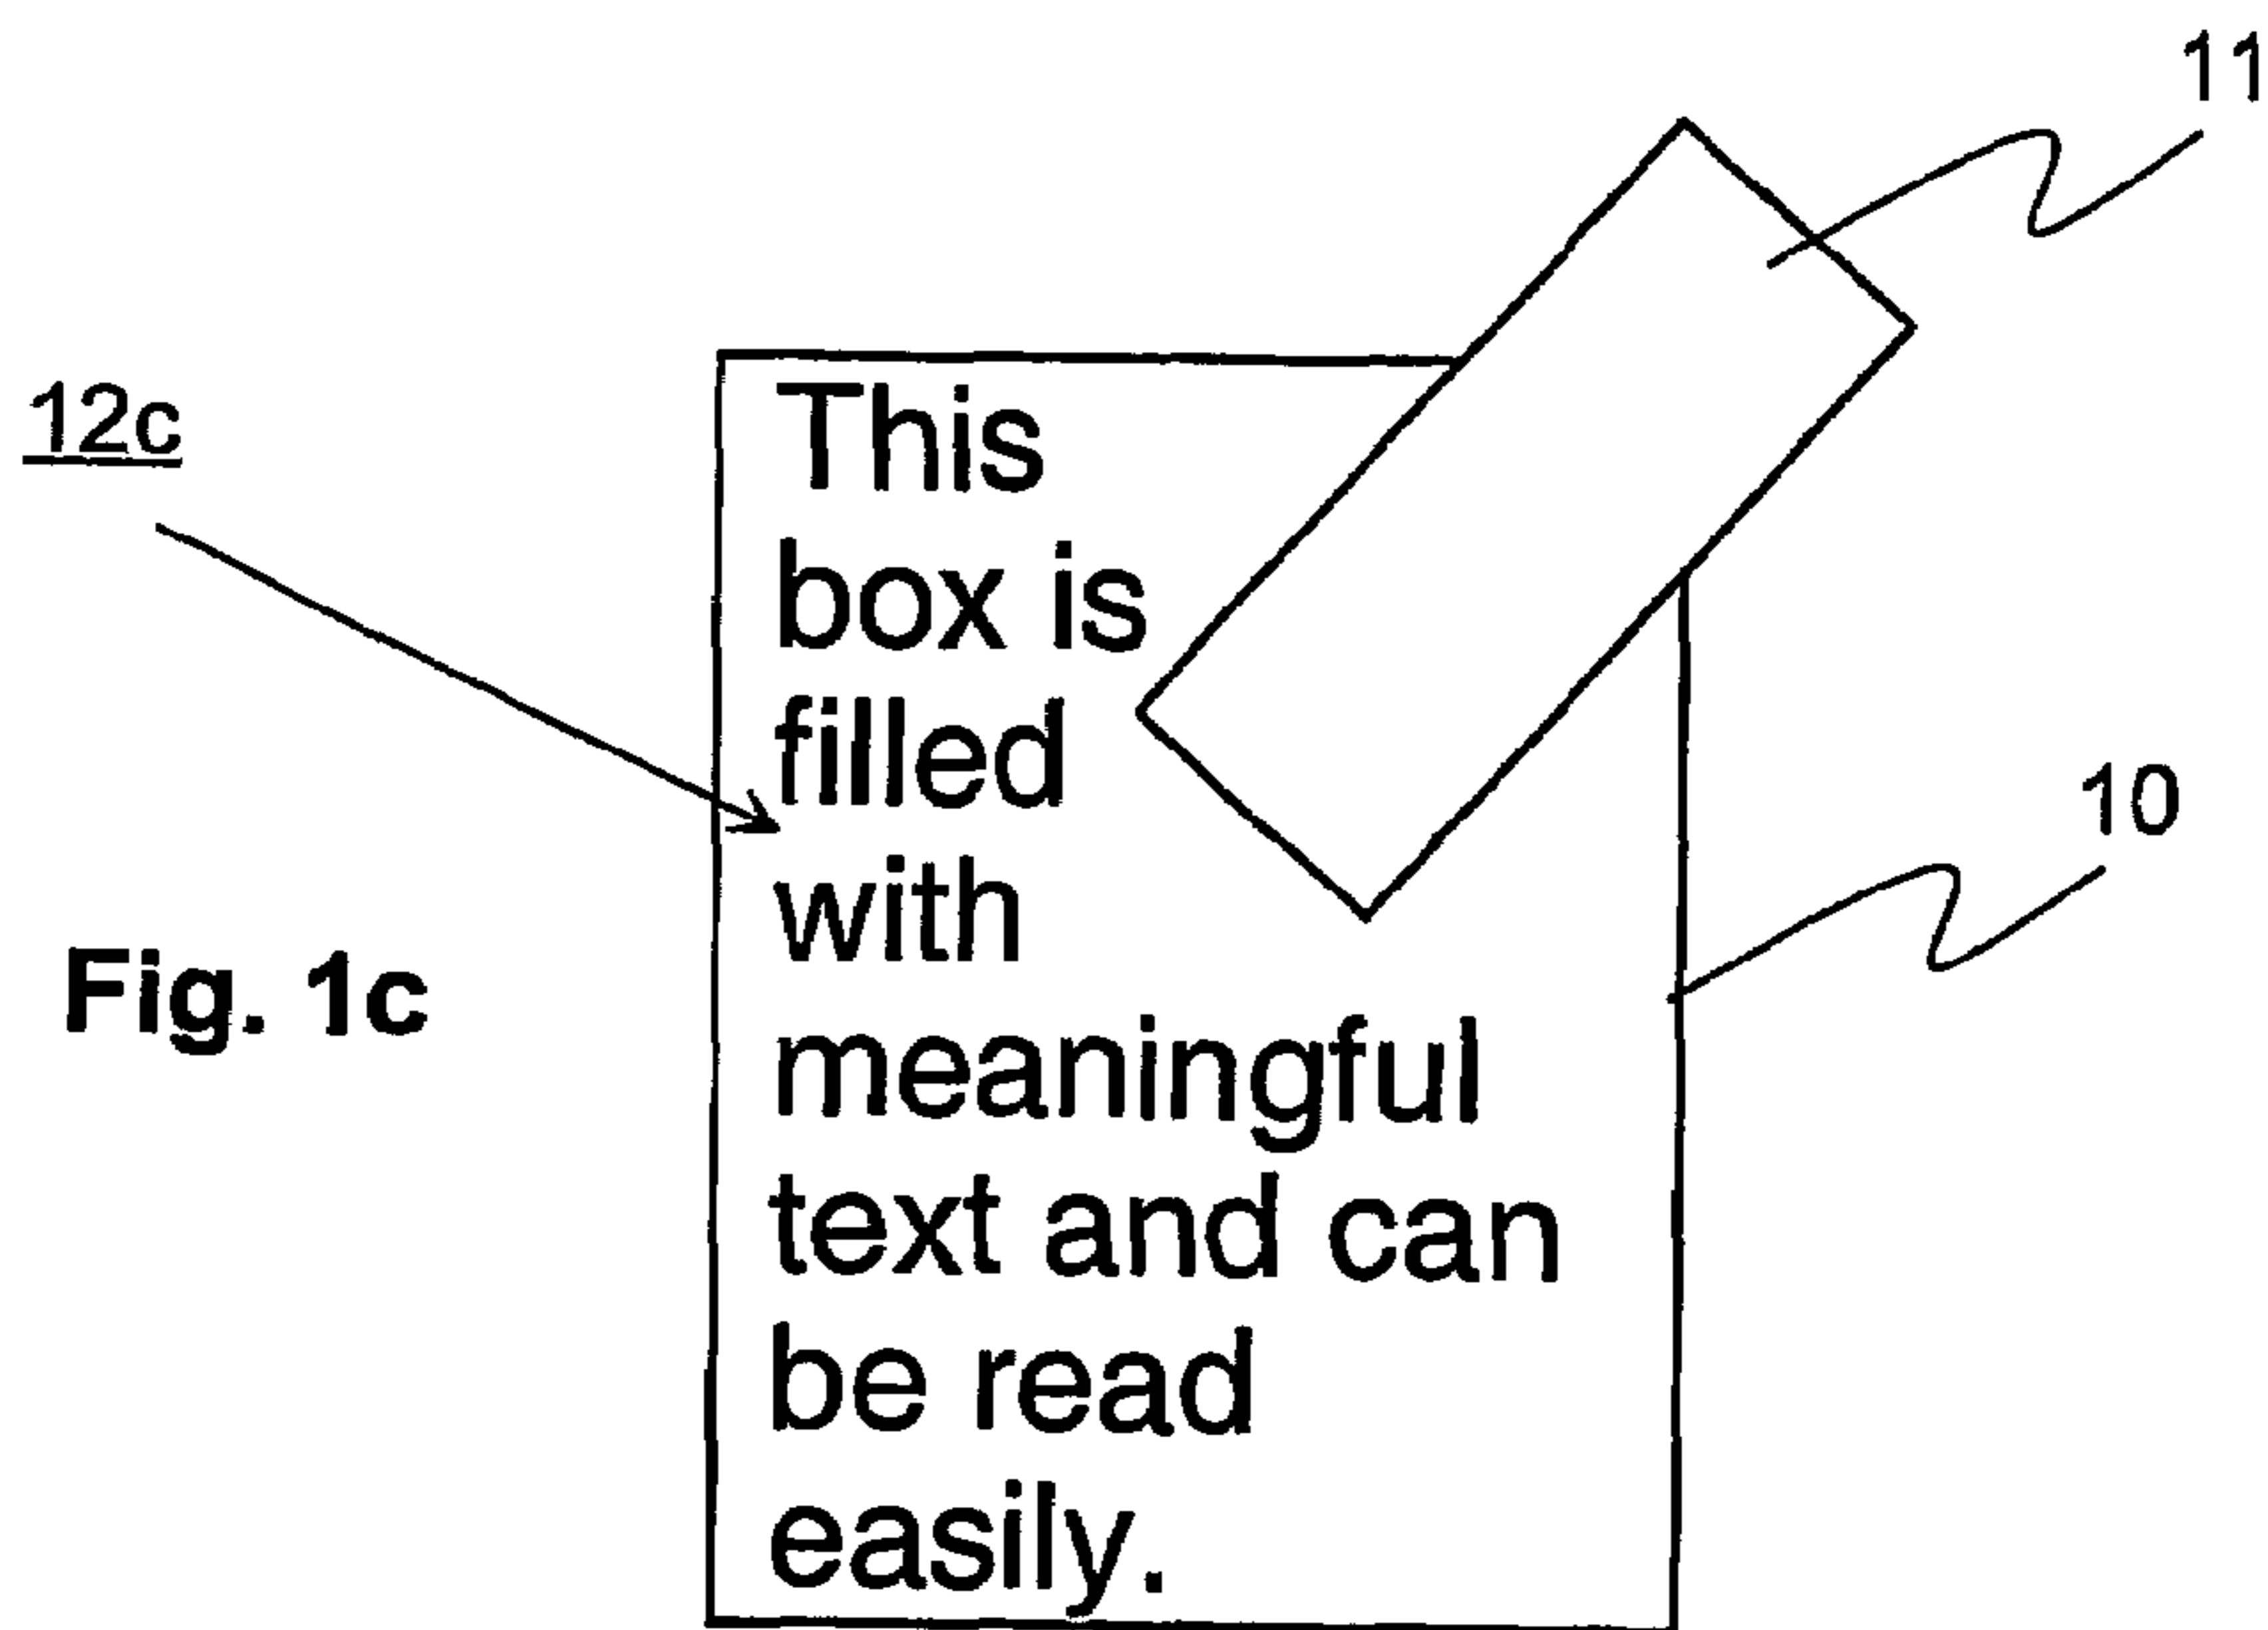 11
12c
This
box is
filled
10
with
Fig. 1c
meaningful
text and can
be read
easily.